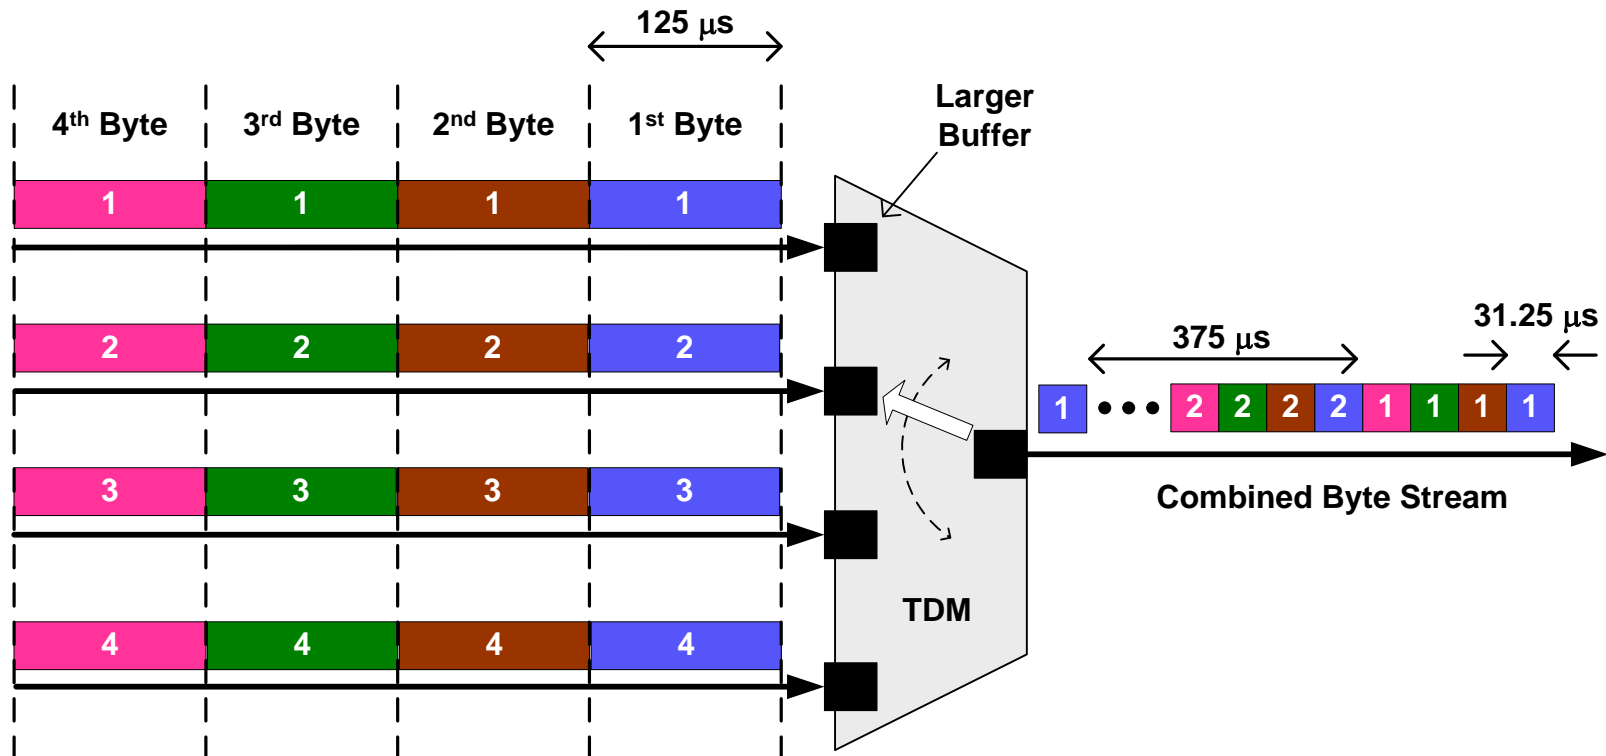 125 μs
4th Byte 3rd Byte 2nd Byte 1st Byte
Larger
Buffer
1 1 1 1
2 2 2 2
3 3 3 3
4 4 4 4
TDM
375 μs
31.25 μs
1 ••• 2 2 2 2 1 1 1 1
Combined Byte Stream